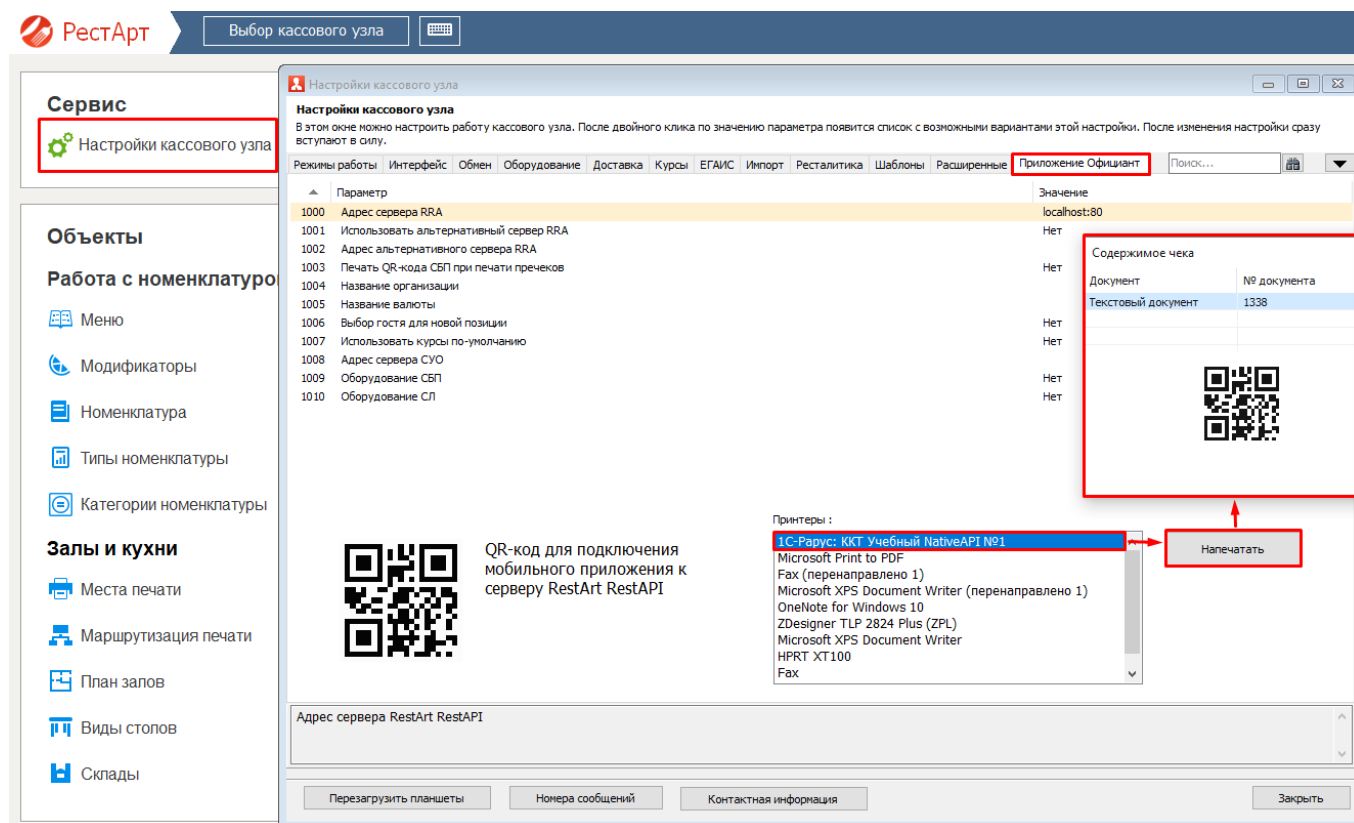 РестАрт
Выбор кассового узла
Сервис
Настройки кассового узла
Объекты
Работа с номенклатуро
Меню
Модификаторы
Номенклатура
Типы номенклатуры
Категории номенклатуры
Залы и кухни
Места печати
Маршрутизация печати
План залов
Виды столов
Склады
Настройки кассового узла
Настройки кассового узла
В этом окне можно настроить работу кассового узла. После двойного клика по значению параметра появится список с возможными вариантами этой настройки. После изменения настройки сразу
вступают в силу.
Режимы работы Интерфейс Обмен Оборудование Доставка Курсы ЕГАИС Импорт Ресталитика Шаблоны Расширенные Приложение Официант Поиск...
Параметр Значение
1000 Адрес сервера RRA localhost:80
1001 Использовать альтернативный сервер RRA Нет
1002 Адрес альтернативного сервера RRA
1003 Печать QR-кода СБП при печати пречеков Нет
1004 Название организации
1005 Название валюты
1006 Выбор гостя для новой позиции Нет
1007 Использовать курсы по-умолчанию Нет
1008 Адрес сервера СУО
1009 Оборудование СБП Нет
1010 Оборудование СЛ Нет
Содержимое чека
Документ № документа
Текстовый документ 1338
QR-код для подключения
мобильного приложения к
серверу RestArt RestAPI
Принтеры :
1С-Рарус: ККТ Учебный NativeAPI №1
Microsoft Print to PDF
Fax (перенаправлено 1)
Microsoft XPS Document Writer (перенаправлено 1)
OneNote for Windows 10
ZDesigner TLP 2824 Plus (ZPL)
Microsoft XPS Document Writer
HPRT XT100
Fax
Напечатать
Адрес сервера RestArt RestAPI
Перезагрузить планшеты Номера сообщений Контактная информация Закрыть